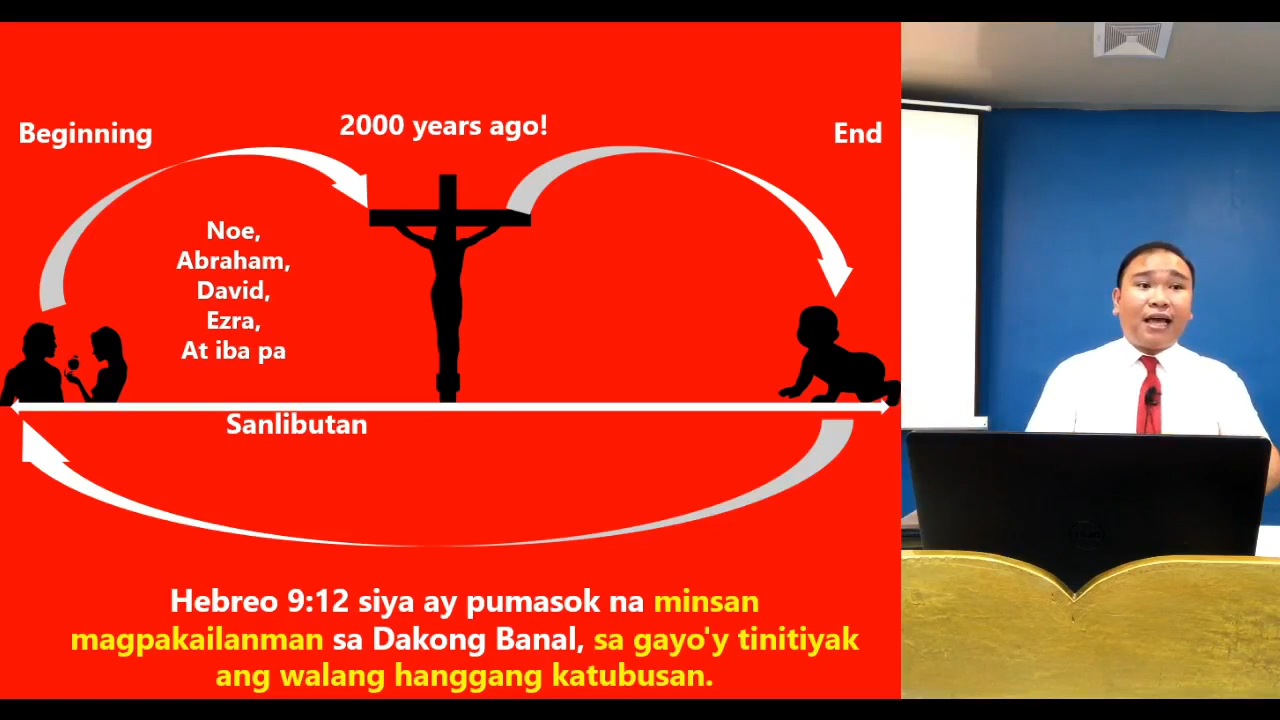 Beginning
2000 years ago!
End
Noe,
Abraham,
David,
Ezra,
At iba pa
Sanlibutan
Hebreo 9:12 siya ay pumasok na minsan
magpakailanman sa Dakong Banal, sa gayo'y tinitiyak
ang walang hanggang katubusan.